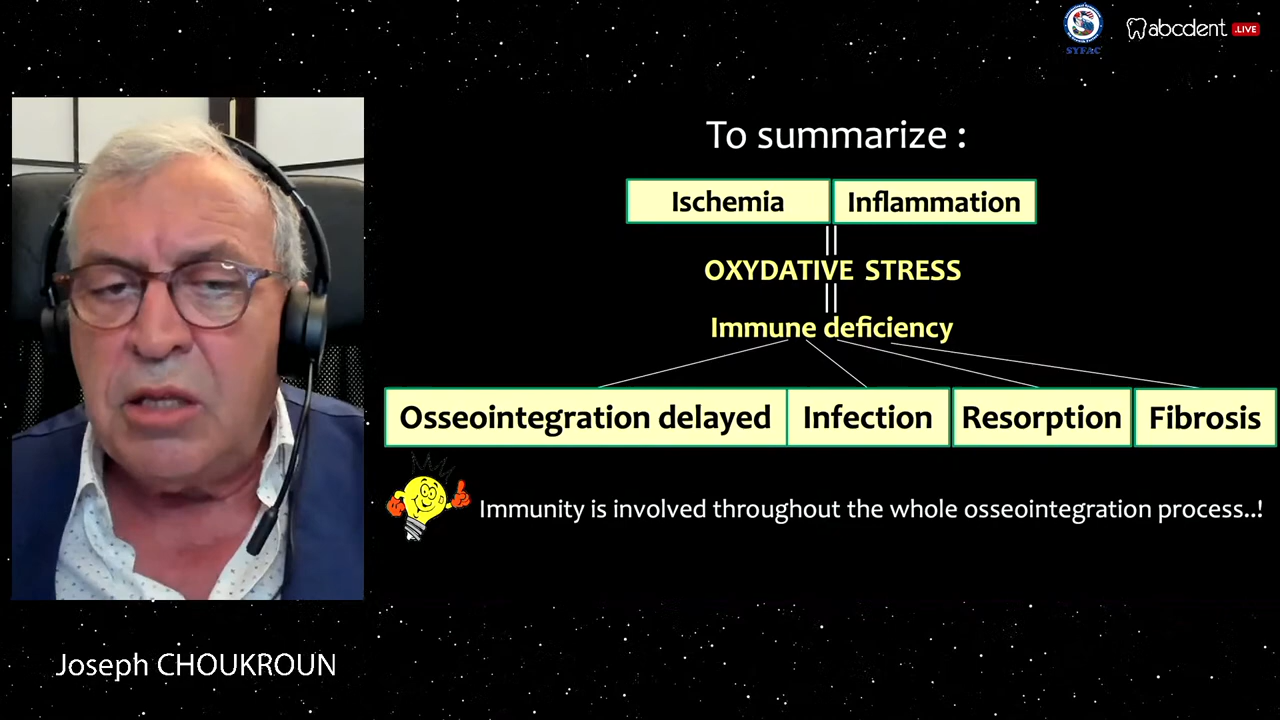 SYFAC
abcdent .LIVE
To summarize :
Ischemia Inflammation
OXYDATIVE STRESS
Immune deficiency
Osseointegration delayed Infection Resorption Fibrosis
Immunity is involved throughout the whole osseointegration process..!
Joseph CHOUKROUN